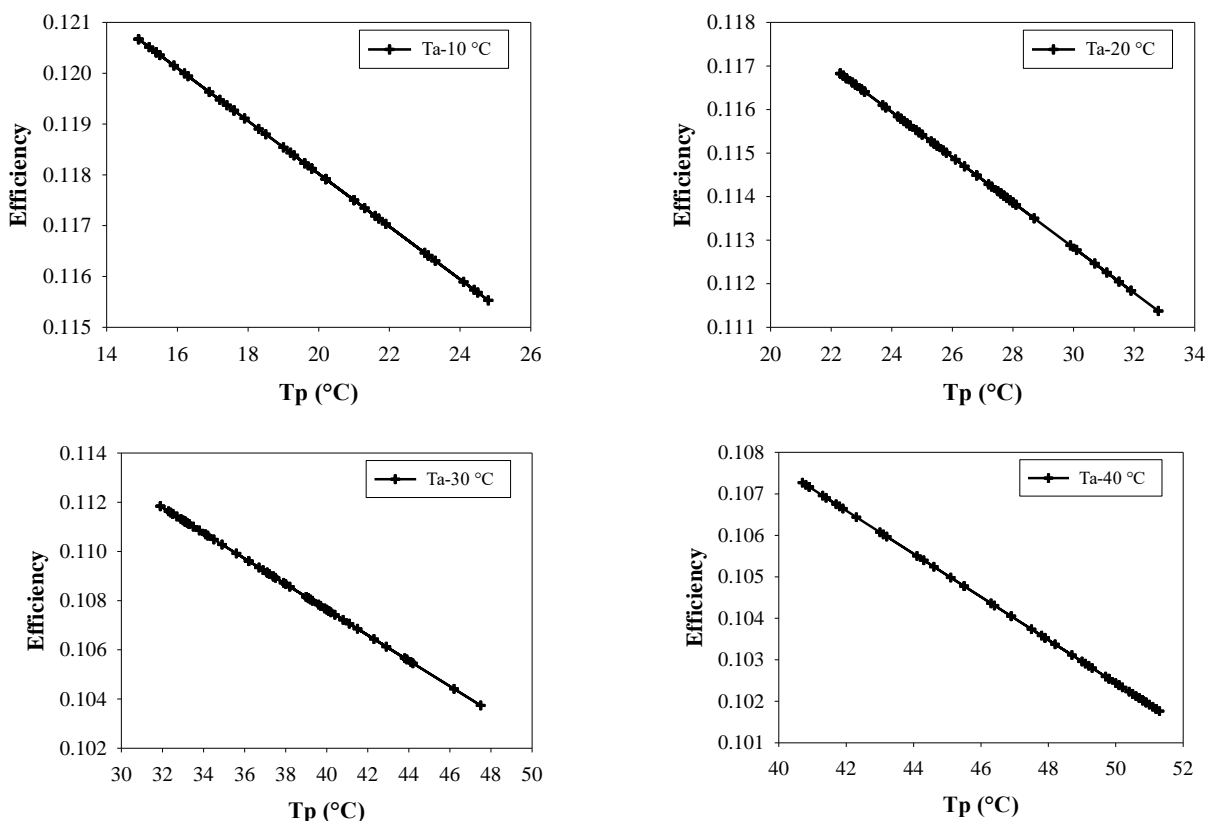 Efficiency
0.121
0.120
0.119
0.118
0.117
0.116
0.115
14 16 18 20 22 24 26
Tp (°C)
Ta-10 °C
Efficiency
0.118
0.117
0.116
0.115
0.114
0.113
0.112
0.111
20 22 24 26 28 30 32 34
Tp (°C)
Ta-20 °C
Efficiency
0.114
0.112
0.110
0.108
0.106
0.104
0.102
30 32 34 36 38 40 42 44 46 48 50
Tp (°C)
Ta-30 °C
Efficiency
0.108
0.107
0.106
0.105
0.104
0.103
0.102
0.101
40 42 44 46 48 50 52
Tp (°C)
Ta-40 °C